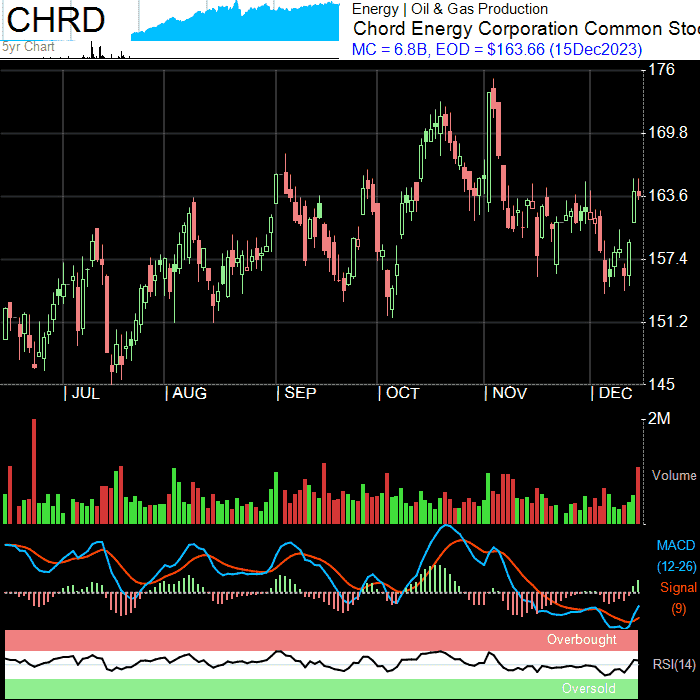 CHRD
5yr Chart
Energy | Oil & Gas Production
Chord Energy Corporation Common Stoc
MC = 6.8B, EOD = $163.66 (15Dec2023)
176
169.8
163.6
157.4
151.2
145
| JUL | AUG | SEP | OCT | NOV | DEC
2M
Volume
MACD
(12-26)
Signal
(9)
Overbought
RSI(14)
Oversold